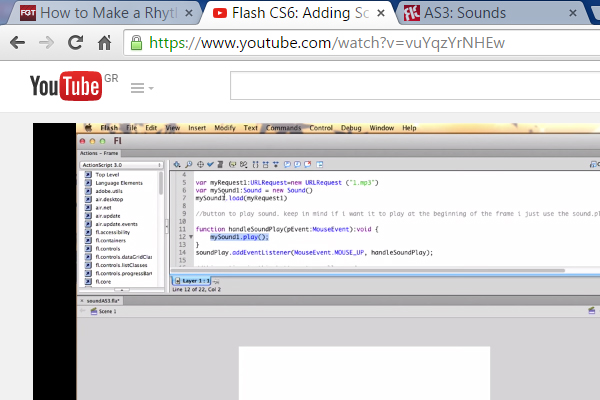 FGT How to Make a Rhyt
Flash CS6: Adding So
Fk AS3: Sounds
https://www.youtube.com/watch?v=vuYqzYrNHEw
YouTube GR
Flash File Edit View Insert Modify Text Commands Control Debug Window Help
Fl
Actions - Frame
ActionScript 3.0
Top Level
Language Elements
adobe.utils
air.desktop
air.net
air.update
air.update.events
fl.accessibility
fl.containers
fl.controls
fl.controls.dataGridClas
fl.controls.listClasses
fl.controls.progressBar
fl.core
4
5 var myRequest1:URLRequest=new URLRequest ("1.mp3")
6 var mySound1:Sound = new Sound()
7 mySound1.load(myRequest1)
8
9 //button to play sound. keep in mind if i want it to play at the beginning of the frame i just use the sound.pl
10
11 function handleSoundPlay(pEvent:MouseEvent):void {
12 mySound1.play();
13 }
14 soundPlay.addEventListener(MouseEvent.MOUSE_UP, handleSoundPlay);
15
Layer 3 : 1
Line 12 of 22, Col 2
soundAS3.fla*
Scene 1